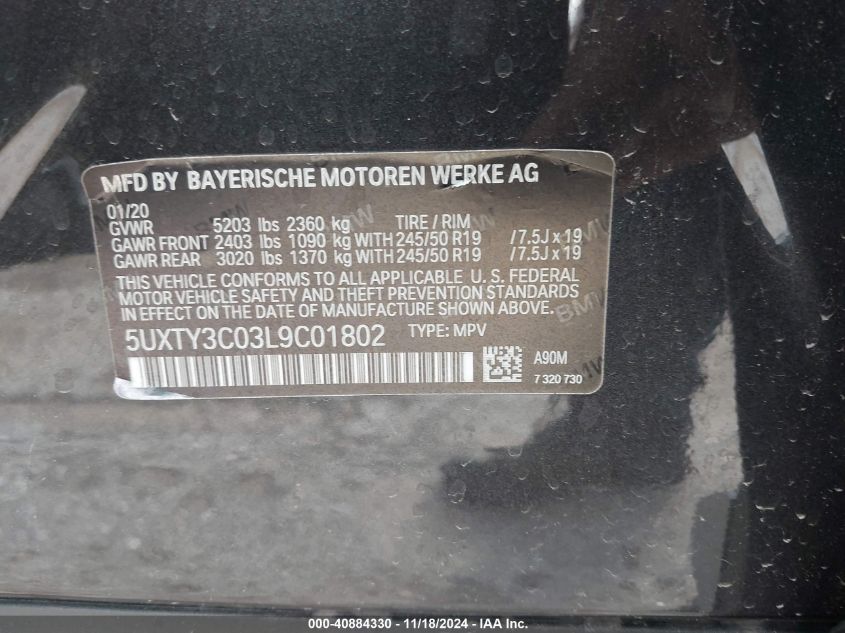 MFD BY BAYERISCHE MOTOREN WERKE AG
01/20
GVWR 5203 lbs 2360 kg TIRE / RIM
GAWR FRONT 2403 lbs 1090 kg WITH 245/50 R19 /7.5J x 19
GAWR REAR 3020 lbs 1370 kg WITH 245/50 R19 /7.5J x 19
THIS VEHICLE CONFORMS TO ALL APPLICABLE U. S. FEDERAL
MOTOR VEHICLE SAFETY AND THEFT PREVENTION STANDARDS
IN EFFECT ON THE DATE OF MANUFACTURE SHOWN ABOVE.
5UXTY3C03L9C01802 TYPE: MPV
A90M
7 320 730
000-40884330 - 11/18/2024 - IAA Inc.